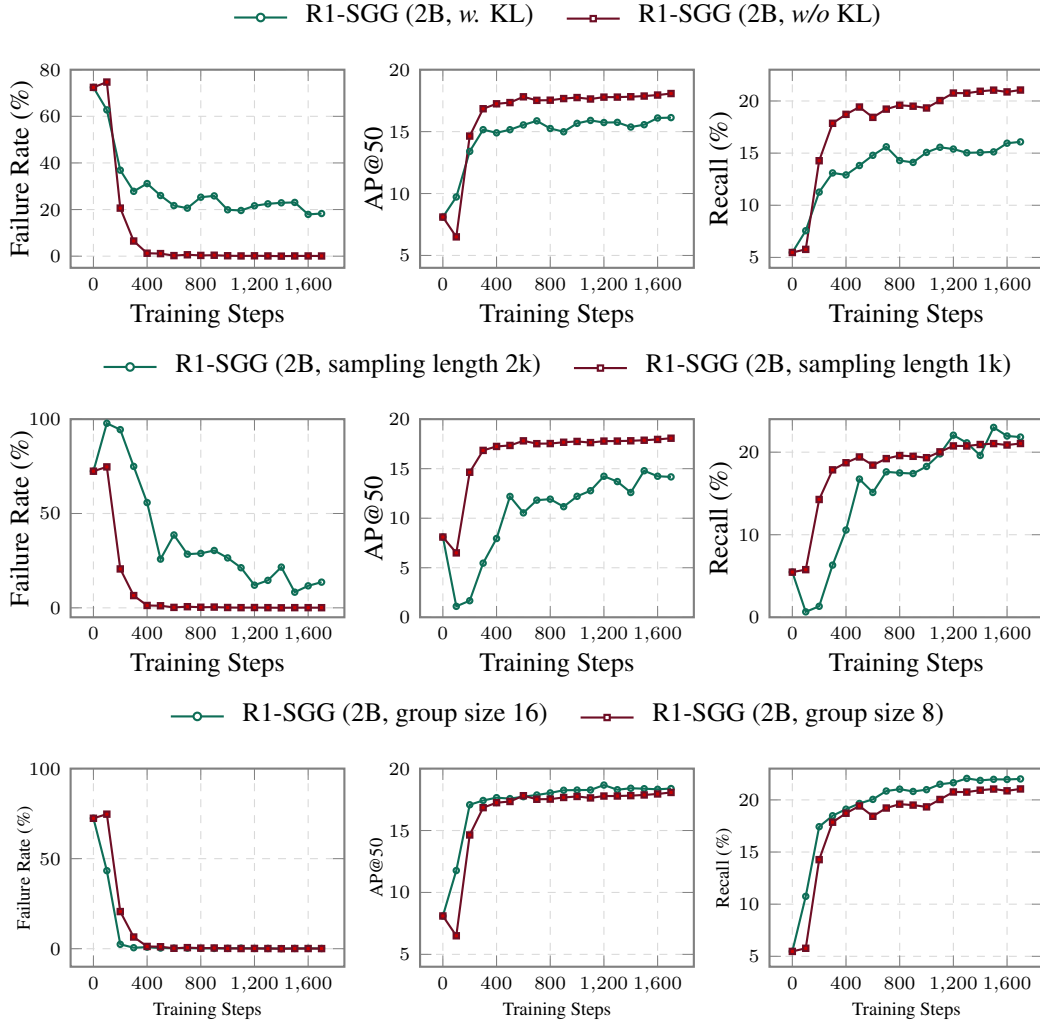 R1-SGG (2B, w. KL) R1-SGG (2B, w/o KL)
Failure Rate (%)
80
60
40
20
0
0 400 800 1,200 1,600
Training Steps
AP@50
20
15
10
5
0 400 800 1,200 1,600
Training Steps
Recall (%)
20
15
10
5
0 400 800 1,200 1,600
Training Steps
R1-SGG (2B, sampling length 2k) R1-SGG (2B, sampling length 1k)
Failure Rate (%)
100
50
0
0 400 800 1,200 1,600
Training Steps
AP@50
20
15
10
5
0
0 400 800 1,200 1,600
Training Steps
Recall (%)
20
10
0
0 400 800 1,200 1,600
Training Steps
R1-SGG (2B, group size 16) R1-SGG (2B, group size 8)
Failure Rate (%)
100
50
0
0 400 800 1,200 1,600
Training Steps
AP@50
20
15
10
5
0 400 800 1,200 1,600
Training Steps
Recall (%)
20
15
10
5
0 400 800 1,200 1,600
Training Steps